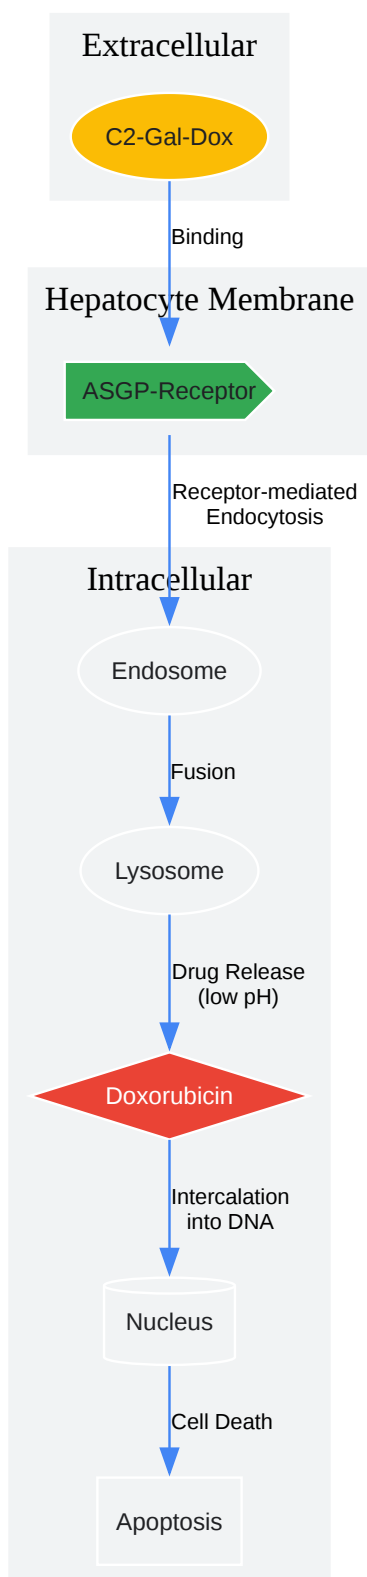 Extracellular
C2-Gal-Dox
Binding
Hepatocyte Membrane
ASGP-Receptor
Receptor-mediated
Endocytosis
Intracellular
Endosome
Fusion
Lysosome
Drug Release
(low pH)
Doxorubicin
Intercalation
into DNA
Nucleus
Cell Death
Apoptosis